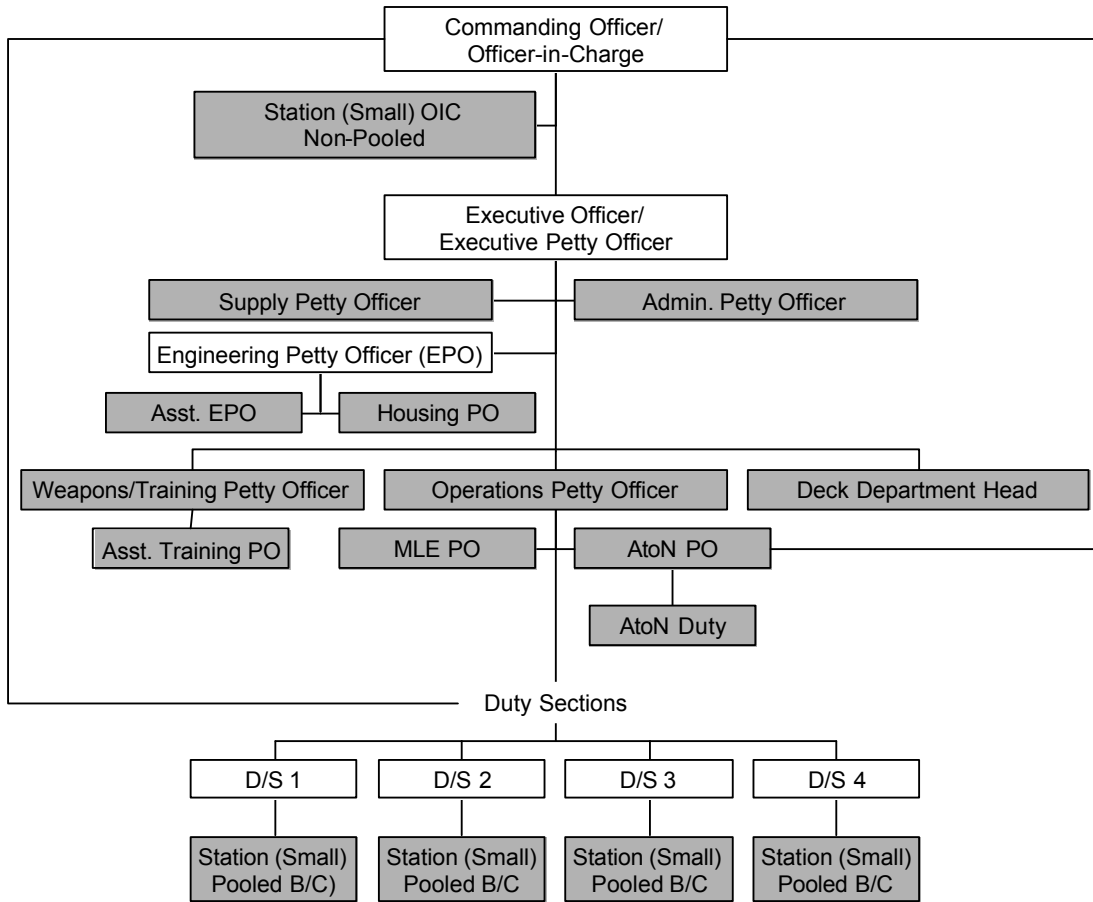 Commanding Officer/
Officer-in-Charge
Station (Small) OIC
Non-Pooled
Executive Officer/
Executive Petty Officer
Supply Petty Officer
Admin. Petty Officer
Engineering Petty Officer (EPO)
Asst. EPO
Housing PO
Weapons/Training Petty Officer
Operations Petty Officer
Deck Department Head
Asst. Training PO
MLE PO
AtoN PO
AtoN Duty
Duty Sections
D/S 1
D/S 2
D/S 3
D/S 4
Station (Small)
Pooled B/C)
Station (Small)
Pooled B/C
Station (Small)
Pooled B/C
Station (Small)
Pooled B/C